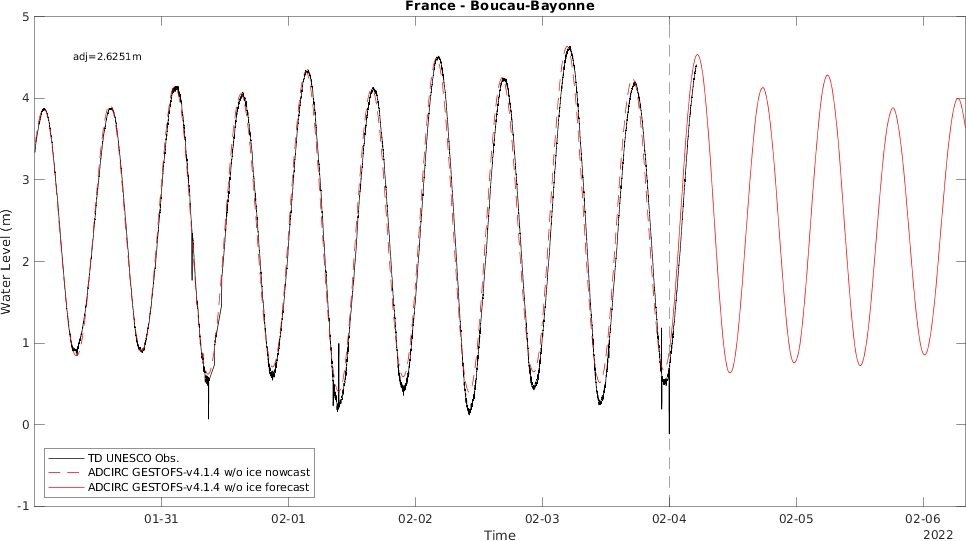 France - Boucau-Bayonne
adj=2.6251m
5
4
3
2
1
0
-1
Water Level (m)
TD UNESCO Obs.
ADCIRC GESTOFS-v4.1.4 w/o ice nowcast
ADCIRC GESTOFS-v4.1.4 w/o ice forecast
01-31 02-01 02-02 02-03 02-04 02-05 02-06
Time
2022